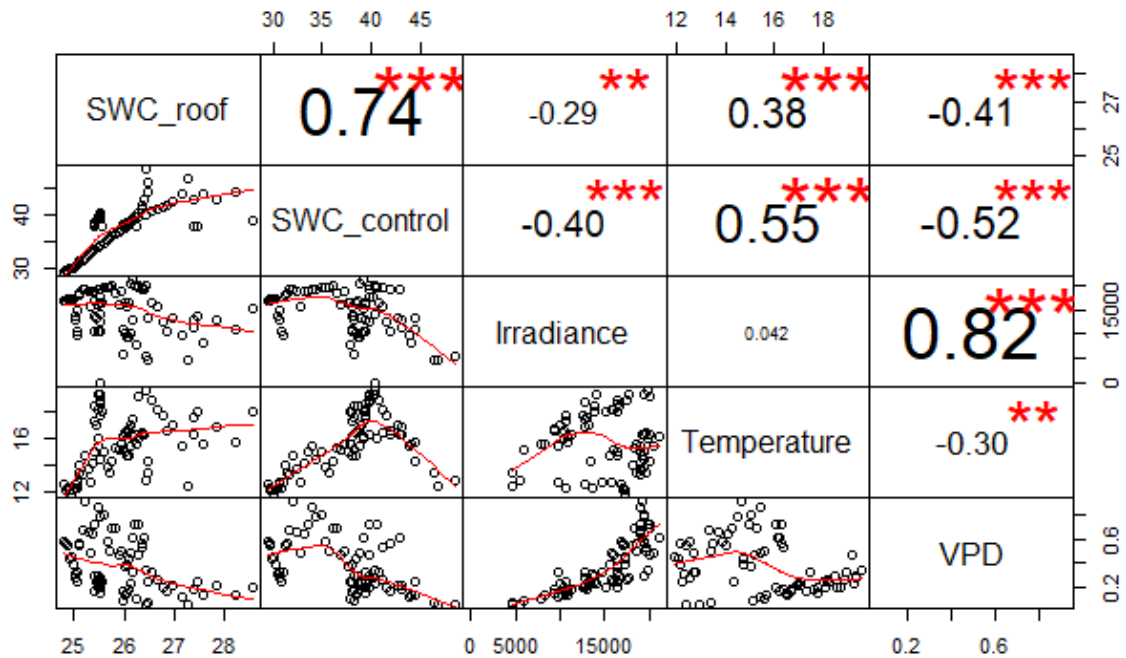 30 35 40 45 12 14 16 18
SWC_roof 0.74 *** -0.29 ** 0.38 *** -0.41 *** 25 27
30 40 SWC_control -0.40 *** 0.55 *** -0.52 ***
Irradiance 0.042 0.82 *** 0 15000
12 16 Temperature -0.30 **
VPD 0.2 0.6
25 26 27 28 0 5000 15000 0.2 0.6